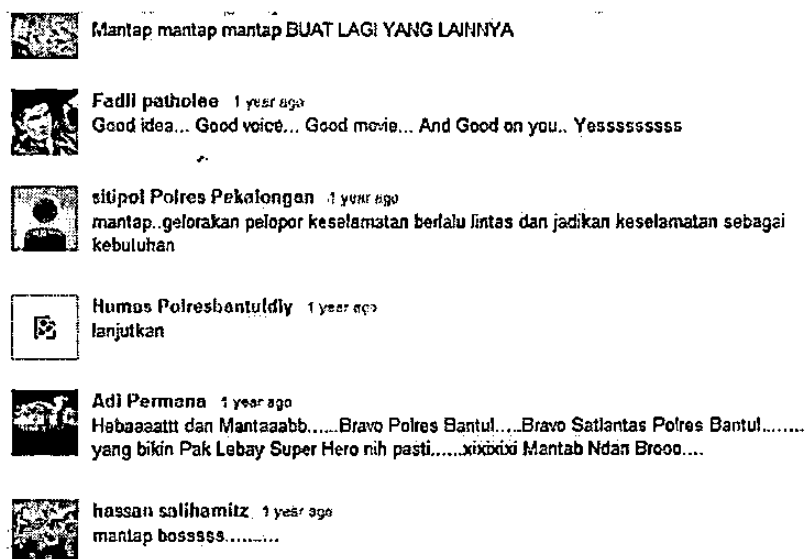 Mantap mantap mantap BUAT LAGI YANG LAINNYA
Fadli patholee 1 year ago
Good idea... Good voice... Good movie... And Good on you.. Yesssssssss
sitipol Polres Pekalongan 1 year ago
mantap..gelorakan pelopor keselamatan berlalu lintas dan jadikan keselamatan sebagai
kebutuhan
Humas Polresbantuldiy 1 year ago
lanjutkan
Adi Permana 1 year ago
Hebaaaattt dan Mantaaabb......Bravo Polres Bantul....Bravo Satlantas Polres Bantul........
yang bikin Pak Lebay Super Hero nih pasti......xixixixi Mantab Ndan Brooo....
hassan salihamitz 1 year ago
mantap bosssss.........